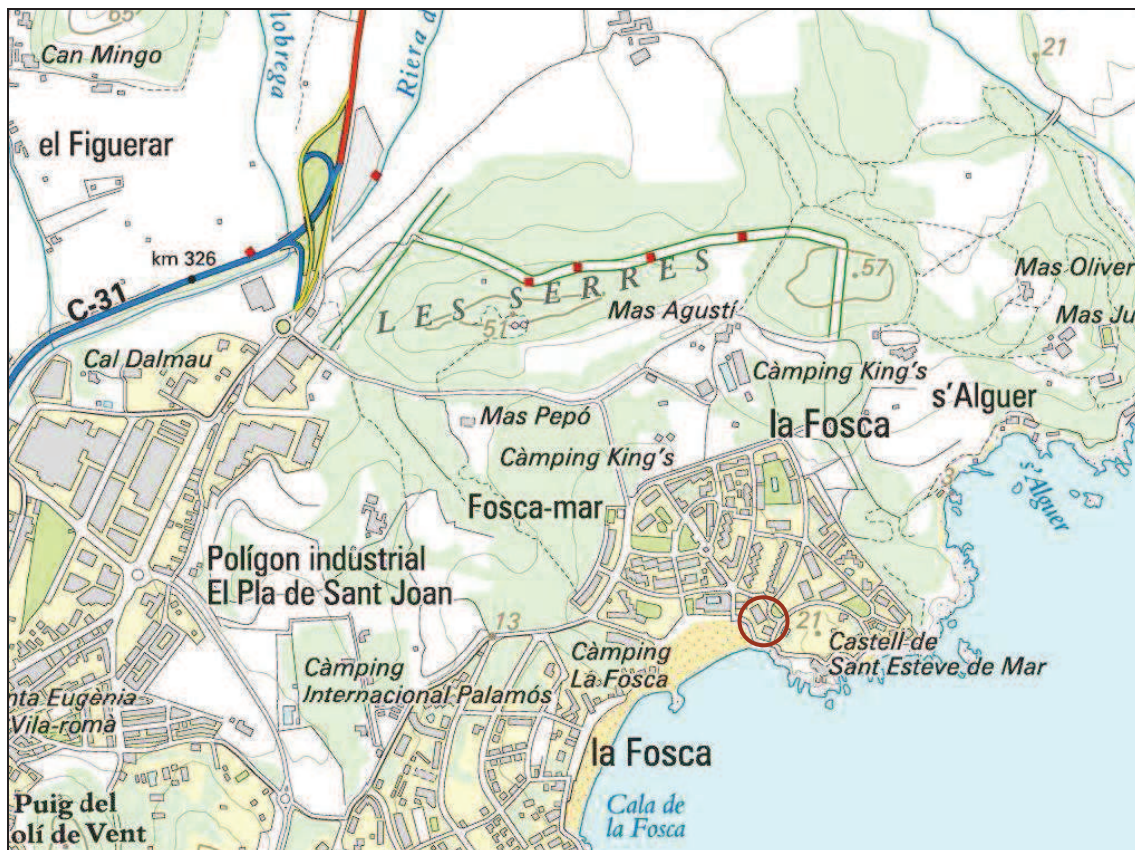 65
Can Mingo
el Figuerar
Riera d
21
km 326
C-31
LES SERRES
57
51
Mas Agustí
Mas Oliver
Mas Ju
Cal Dalmau
Càmping King's
s'Alguer
la Fosca
Mas Pepó
Càmping King's
Fosca-mar
s'Alguer
Polígon industrial
El Pla de Sant Joan
13
21
Càmping
La Fosca
Castell de
Sant Esteve de Mar
Càmping
Internacional Palamós
nta Eugènia
Vila-romà
la Fosca
Cala de
la Fosca
Puig del
olí de Vent